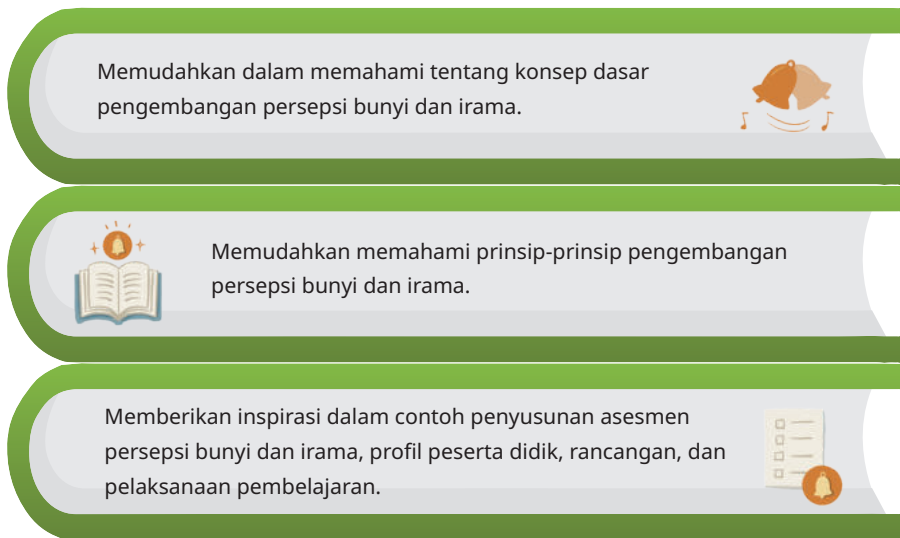 Memudahkan dalam memahami tentang konsep dasar
pengembangan persepsi bunyi dan irama.
Memudahkan memahami prinsip-prinsip pengembangan
persepsi bunyi dan irama.
Memberikan inspirasi dalam contoh penyusunan asesmen
persepsi bunyi dan irama, profil peserta didik, rancangan, dan
pelaksanaan pembelajaran.